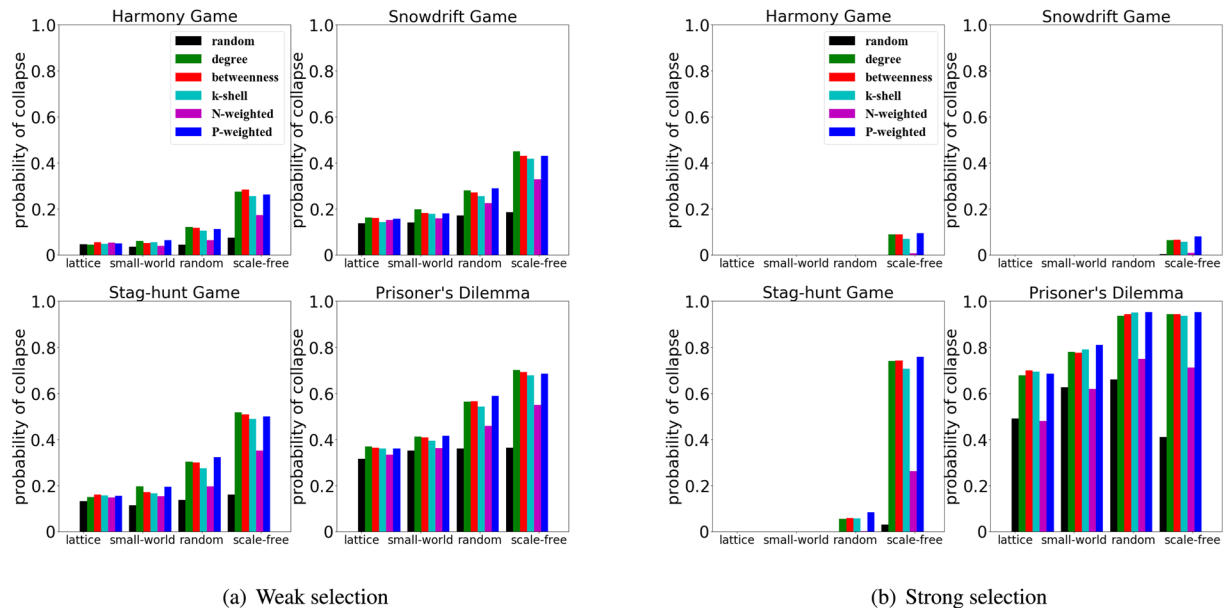 Harmony Game
probability of collapse
1.0
0.8
0.6
0.4
0.2
0
random
degree
betweenness
k-shell
N-weighted
P-weighted
lattice small-world random scale-free
Snowdrift Game
probability of collapse
1.0
0.8
0.6
0.4
0.2
0
lattice small-world random scale-free
Stag-hunt Game
probability of collapse
1.0
0.8
0.6
0.4
0.2
0
lattice small-world random scale-free
Prisoner's Dilemma
probability of collapse
1.0
0.8
0.6
0.4
0.2
0
lattice small-world random scale-free
(a) Weak selection
Harmony Game
probability of collapse
1.0
0.8
0.6
0.4
0.2
0
random
degree
betweenness
k-shell
N-weighted
P-weighted
lattice small-world random scale-free
Snowdrift Game
probability of collapse
1.0
0.8
0.6
0.4
0.2
0
lattice small-world random scale-free
Stag-hunt Game
probability of collapse
1.0
0.8
0.6
0.4
0.2
0
lattice small-world random scale-free
Prisoner's Dilemma
probability of collapse
1.0
0.8
0.6
0.4
0.2
0
lattice small-world random scale-free
(b) Strong selection